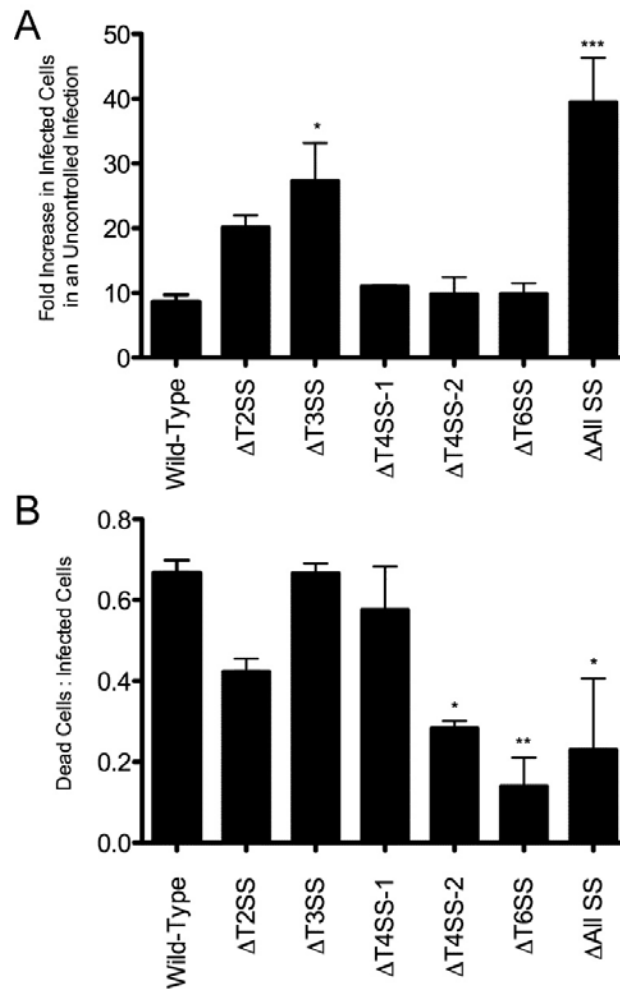 A
Fold Increase in Infected Cells
in an Uncontrolled Infection
50
40
30
20
10
0
*
***
Wild-Type
ΔT2SS
ΔT3SS
ΔT4SS-1
ΔT4SS-2
ΔT6SS
ΔAll SS
B
Dead Cells : Infected Cells
0.8
0.6
0.4
0.2
0.0
*
**
*
Wild-Type
ΔT2SS
ΔT3SS
ΔT4SS-1
ΔT4SS-2
ΔT6SS
ΔAll SS